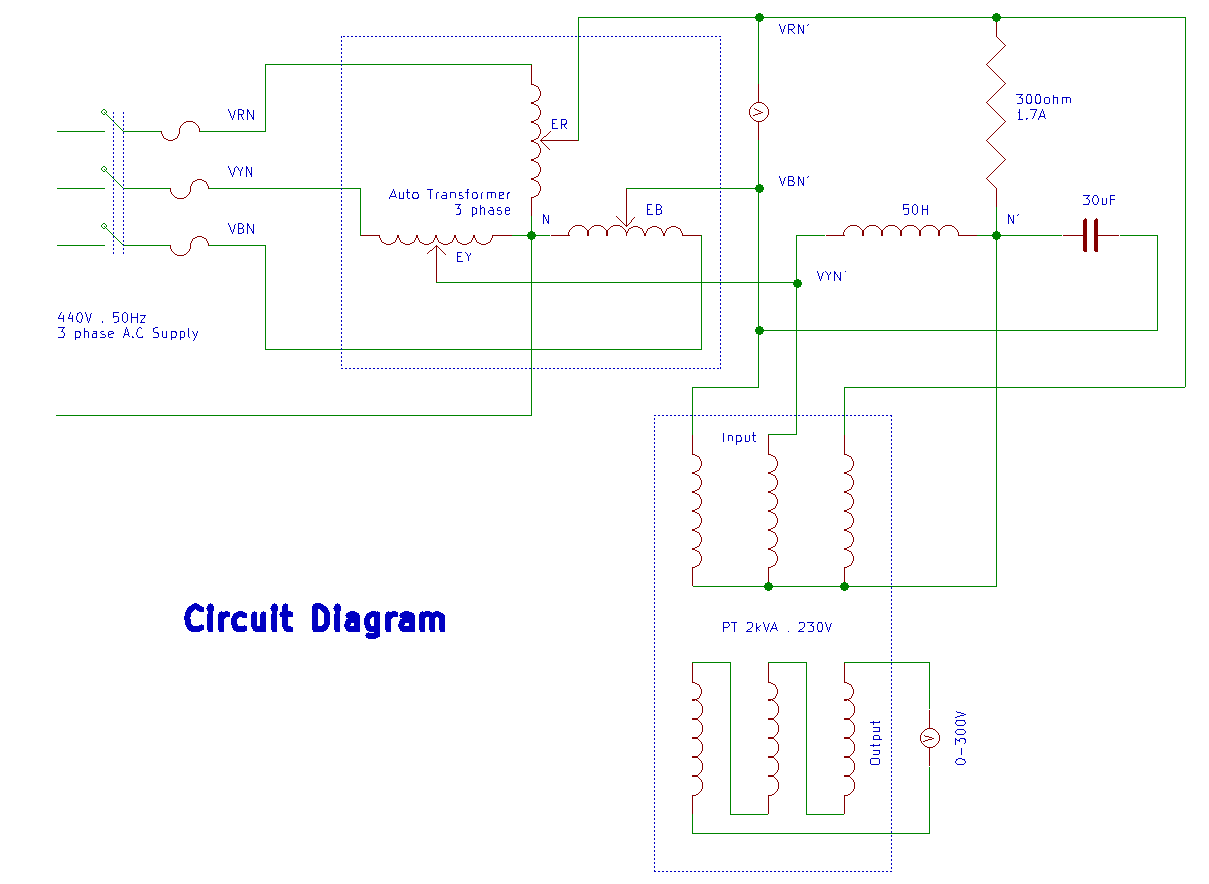 VRN´
300ohm
1.7A
VRN
ER
VYN
VBN´
Auto Transformer
3 phase
N
EB
30uF
50H
N´
VBN
EY
VYN´
440V . 50Hz
3 phase A.C Supply
Input
Circuit Diagram
PT 2kVA . 230V
Output
0-300V
V
V